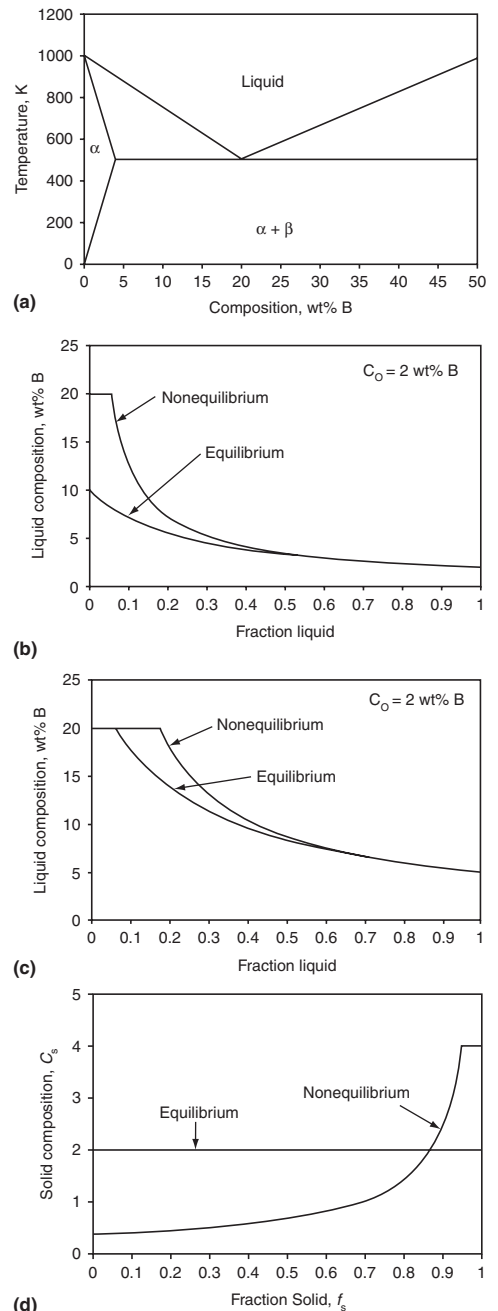 1200
1000
800
600
400
200
0
Temperature, K
Liquid
α
α + β
0 5 10 15 20 25 30 35 40 45 50
Composition, wt% B
(a)
25
20
15
10
5
0
Liquid composition, wt% B
C_O = 2 wt% B
Nonequilibrium
Equilibrium
0 0.1 0.2 0.3 0.4 0.5 0.6 0.7 0.8 0.9 1
Fraction liquid
(b)
25
20
15
10
5
0
Liquid composition, wt% B
C_O = 2 wt% B
Nonequilibrium
Equilibrium
0 0.1 0.2 0.3 0.4 0.5 0.6 0.7 0.8 0.9 1
Fraction liquid
(c)
5
4
3
2
1
0
Solid composition, C_s
Equilibrium
Nonequilibrium
0 0.1 0.2 0.3 0.4 0.5 0.6 0.7 0.8 0.9 1
Fraction Solid, f_s
(d)